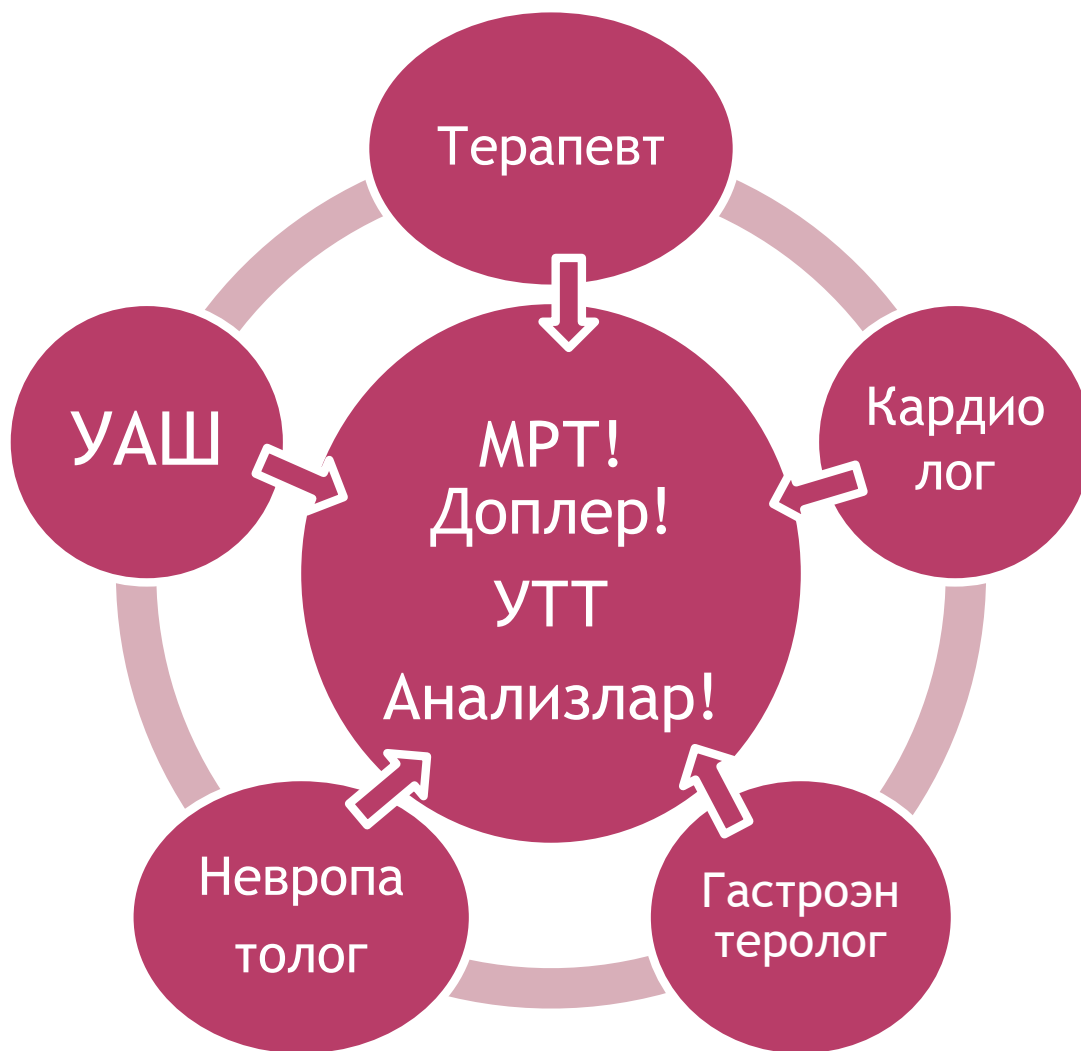 Терапевт
УАШ
Кардио
лог
МРТ!
Доплер!
УТТ
Анализлар!
Невропа
толог
Гастроэн
теролог